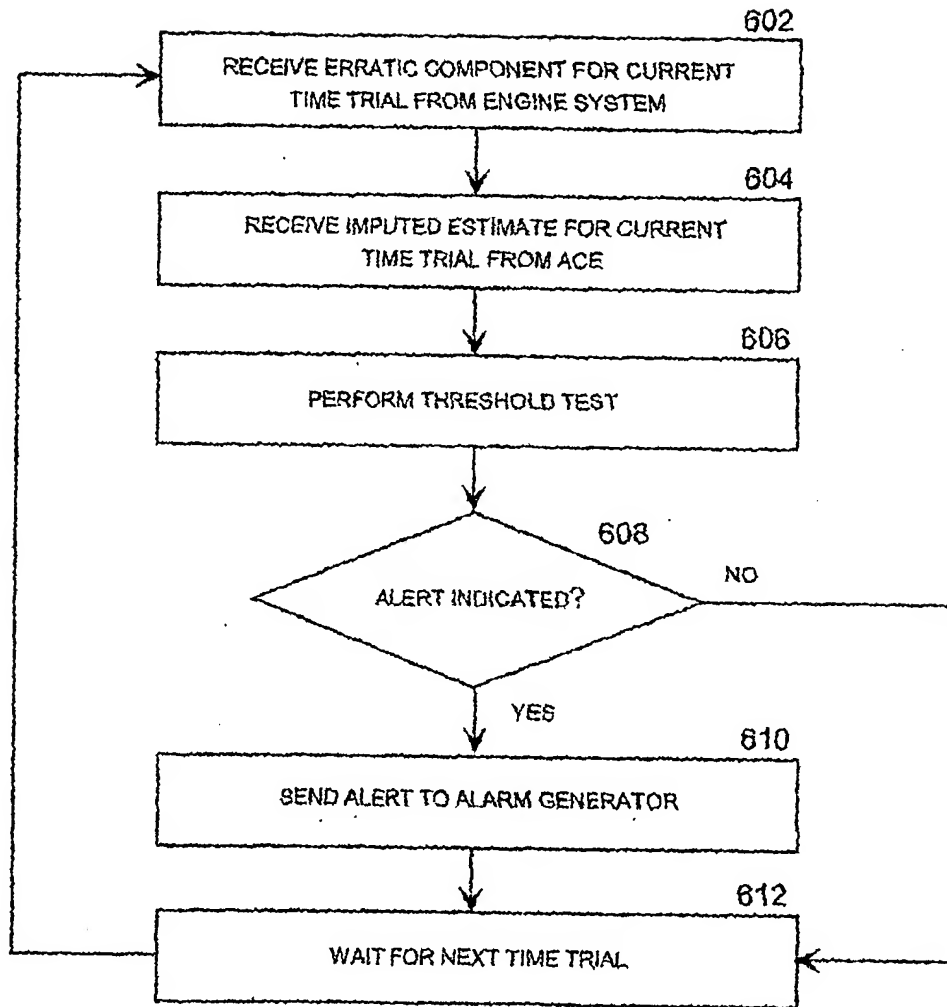 602
RECEIVE ERRATIC COMPONENT FOR CURRENT
TIME TRIAL FROM ENGINE SYSTEM
604
RECEIVE IMPUTED ESTIMATE FOR CURRENT
TIME TRIAL FROM ACE
606
PERFORM THRESHOLD TEST
608
ALERT INDICATED?
NO
YES
610
SEND ALERT TO ALARM GENERATOR
612
WAIT FOR NEXT TIME TRIAL